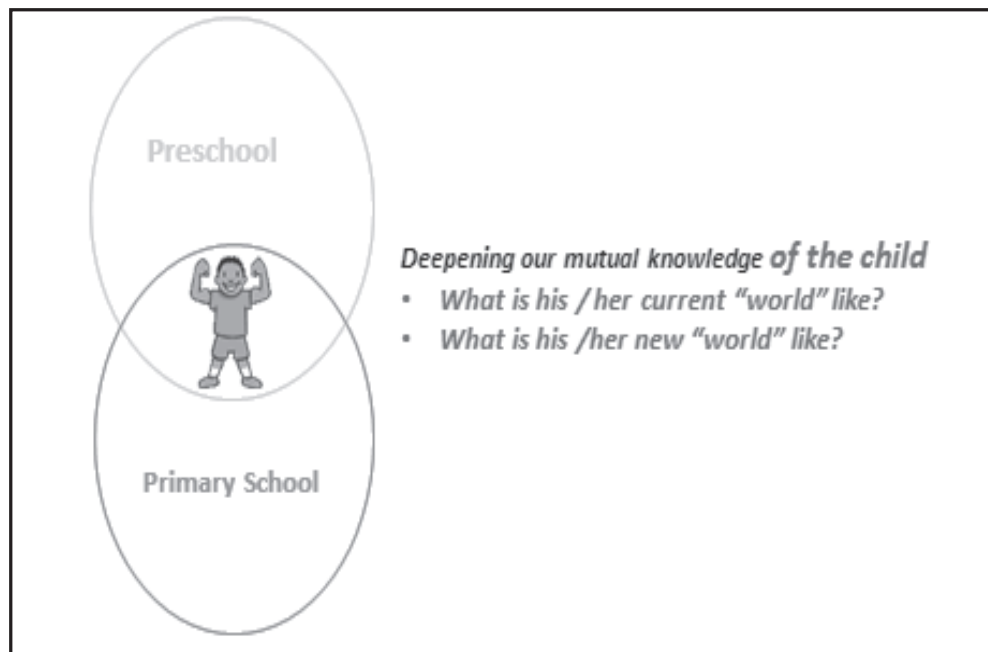 Preschool
Deepening our mutual knowledge of the child
• What is his / her current “world” like?
• What is his /her new “world” like?
Primary School